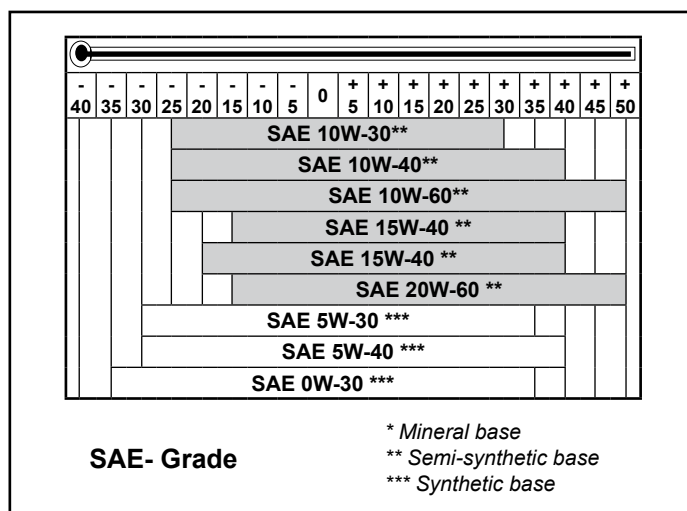 - - - - - - - - 0 + + + + + + + + + +
40 35 30 25 20 15 10 5 5 10 15 20 25 30 35 40 45 50
SAE 10W-30**
SAE 10W-40**
SAE 10W-60**
SAE 15W-40 **
SAE 15W-40 **
SAE 20W-60 **
SAE 5W-30 ***
SAE 5W-40 ***
SAE 0W-30 ***
SAE- Grade
* Mineral base
** Semi-synthetic base
*** Synthetic base